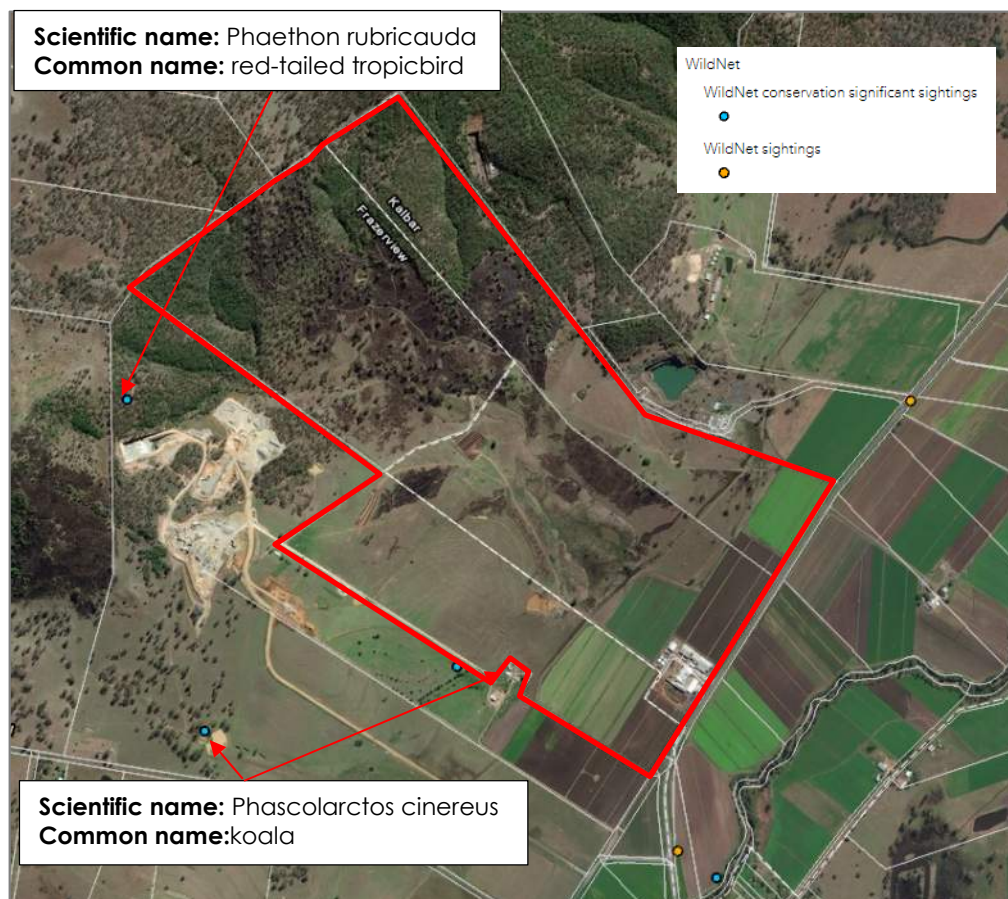 Scientific name: Phaethon rubricauda
Common name: red-tailed tropicbird
WildNet
WildNet conservation significant sightings
WildNet sightings
Kalbar
Frazerview
Scientific name: Phascolarctos cinereus
Common name:koala